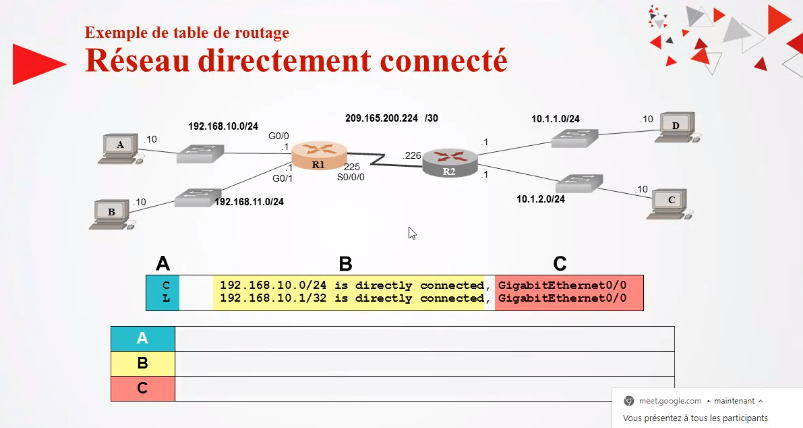 Exemple de table de routage
Réseau directement connecté
192.168.10.0/24
209.165.200.224 /30
10.1.1.0/24
A
.10
G0/0
.1
R1
.1
G0/1
.225
S0/0/0
.226
R2
.1
.1
.10
D
B
.10
192.168.11.0/24
10.1.2.0/24
.10
C
A B C
C 192.168.10.0/24 is directly connected, GigabitEthernet0/0
L 192.168.10.1/32 is directly connected, GigabitEthernet0/0
A
B
C
meet.google.com • maintenant
Vous présentez à tous les participants